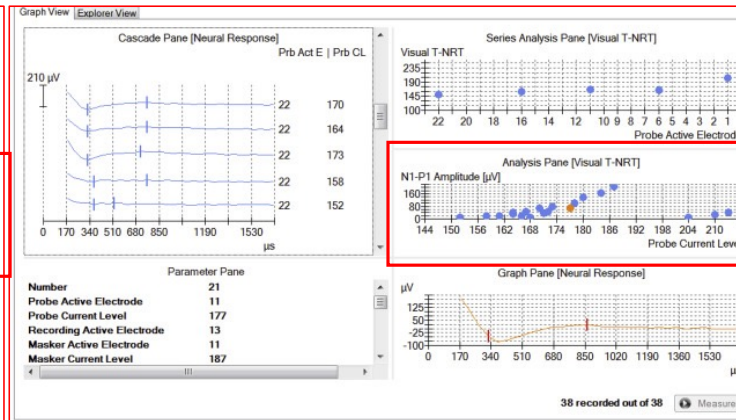 Graph View Explorer View
Cascade Pane [Neural Response]
Prb Act E | Prb CL
210 µV
22 170
22 164
22 173
22 158
22 152
0 170 340 510 680 850 1190 1530
µs
Parameter Pane
Number 21
Probe Active Electrode 11
Probe Current Level 177
Recording Active Electrode 13
Masker Active Electrode 11
Masker Current Level 187
Series Analysis Pane [Visual T-NRT]
Visual T-NRT
235
190
145
100
22 20 18 16 14 12 10 9 8 7 6 5 4 3 2 1
Probe Active Electrod
Analysis Pane [Visual T-NRT]
N1-P1 Amplitude [µV]
160
80
0
144 150 156 162 168 174 180 186 192 198 204 210
Probe Current Leve
Graph Pane [Neural Response]
µV
125
50
-25
-100
0 170 340 510 680 850 1020 1190 1360 1530
µ
38 recorded out of 38 Measure